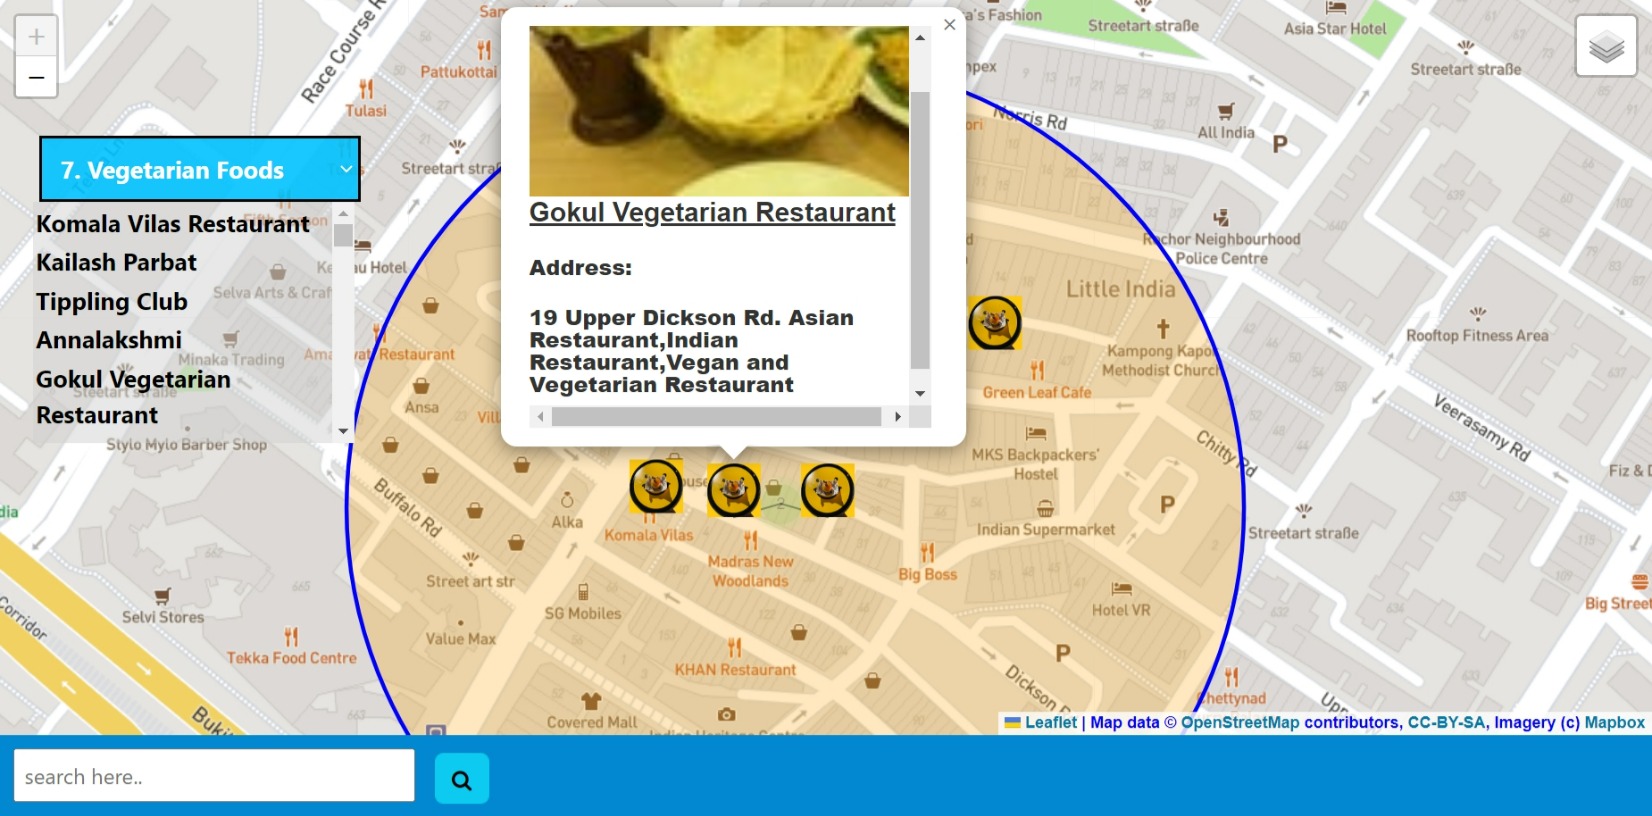 +
−
7. Vegetarian Foods
Komala Vilas Restaurant
Kailash Parbat
Tippling Club
Annalakshmi
Gokul Vegetarian
Restaurant
×
Gokul Vegetarian Restaurant
Address:
19 Upper Dickson Rd. Asian
Restaurant,Indian
Restaurant,Vegan and
Vegetarian Restaurant
Race Course R
Pattukottai
Tulasi
Streetart straße
Asia Star Hotel
Streetart straße
Norris Rd
All India
P
Rochor Neighbourhood
Police Centre
Little India
Rooftop Fitness Area
Kampong Kapor
Methodist Church
Green Leaf Cafe
Selva Arts & Craf
Minaka Trading
Restaurant
Stylo Mylo Barber Shop
Ansa
Buffalo Rd
Alka
Komala Vilas
Madras New
Woodlands
Big Boss
MKS Backpackers'
Hostel
Chitty Rd
Veerasamy Rd
P
Indian Supermarket
Streetart straße
Street art str
SG Mobiles
Hotel VR
Selvi Stores
Value Max
Tekka Food Centre
KHAN Restaurant
P
Dickson
Covered Mall
Chettynad
Big Street
Corridor
Leaflet | Map data © OpenStreetMap contributors, CC-BY-SA, Imagery (c) Mapbox
search here..